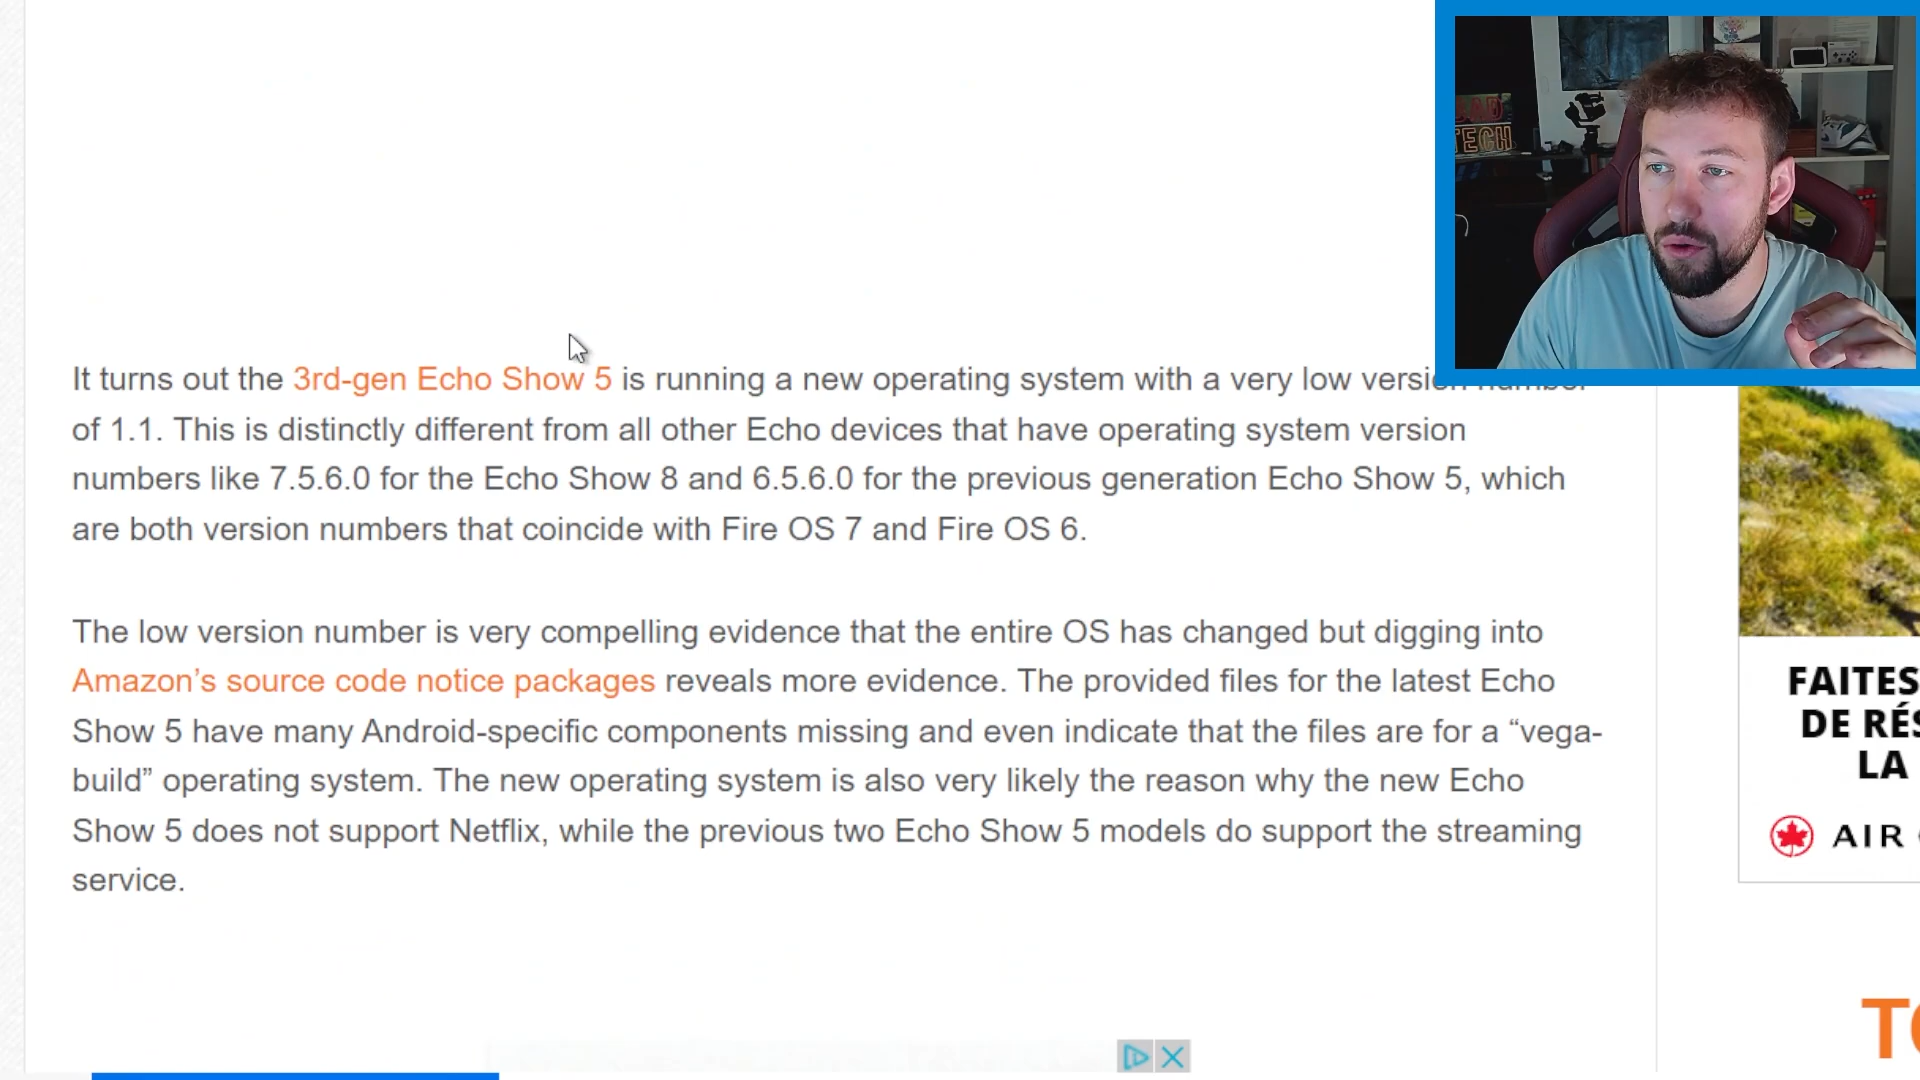 It turns out the 3rd-gen Echo Show 5 is running a new operating system with a very low version number
of 1.1. This is distinctly different from all other Echo devices that have operating system version
numbers like 7.5.6.0 for the Echo Show 8 and 6.5.6.0 for the previous generation Echo Show 5, which
are both version numbers that coincide with Fire OS 7 and Fire OS 6.
The low version number is very compelling evidence that the entire OS has changed but digging into
Amazon’s source code notice packages reveals more evidence. The provided files for the latest Echo
Show 5 have many Android-specific components missing and even indicate that the files are for a “vega-
build” operating system. The new operating system is also very likely the reason why the new Echo
Show 5 does not support Netflix, while the previous two Echo Show 5 models do support the streaming
service.
TECH
FAITES
DE
LA
AIR